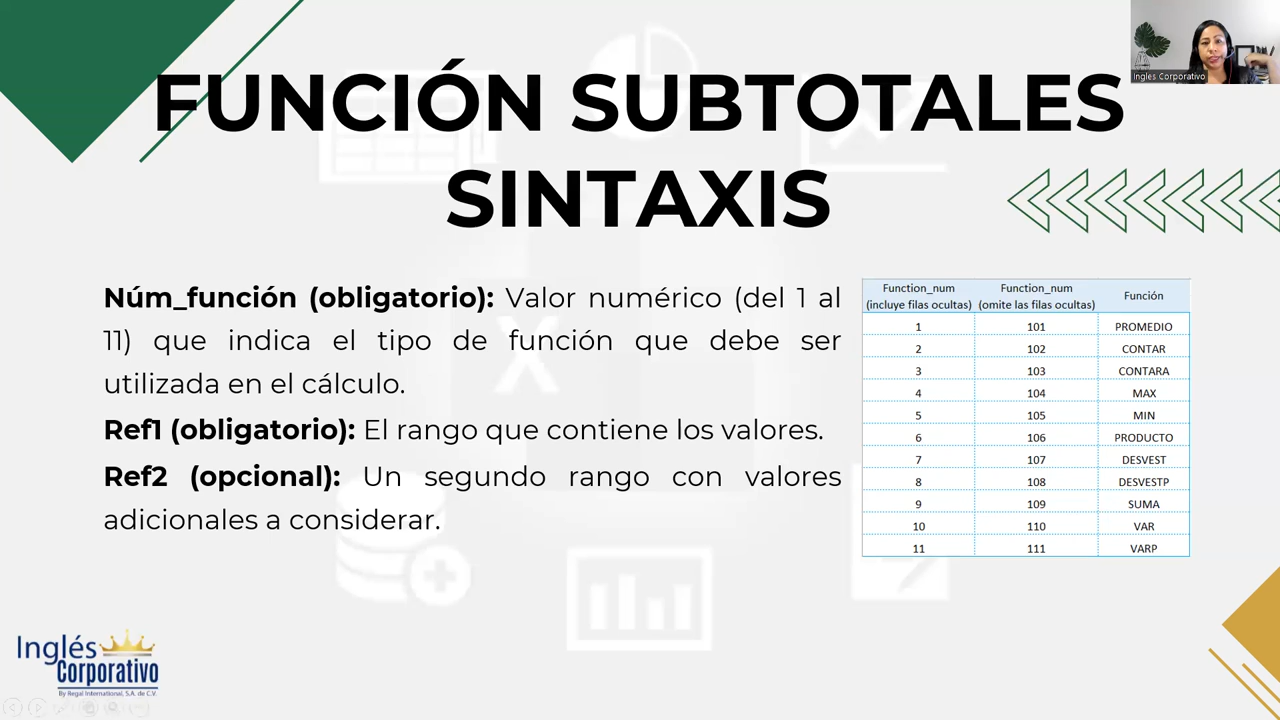 Inglés Corporativo
FUNCIÓN SUBTOTALES
SINTAXIS
Núm_función (obligatorio): Valor numérico (del 1 al
11) que indica el tipo de función que debe ser
utilizada en el cálculo.
Ref1 (obligatorio): El rango que contiene los valores.
Ref2 (opcional): Un segundo rango con valores
adicionales a considerar.
Function_num Function_num Función
(incluye filas ocultas) (omite las filas ocultas)
1 101 PROMEDIO
2 102 CONTAR
3 103 CONTARA
4 104 MAX
5 105 MIN
6 106 PRODUCTO
7 107 DESVEST
8 108 DESVESTP
9 109 SUMA
10 110 VAR
11 111 VARP
Inglés
Corporativo
By Regal International, S.A. de C.V.